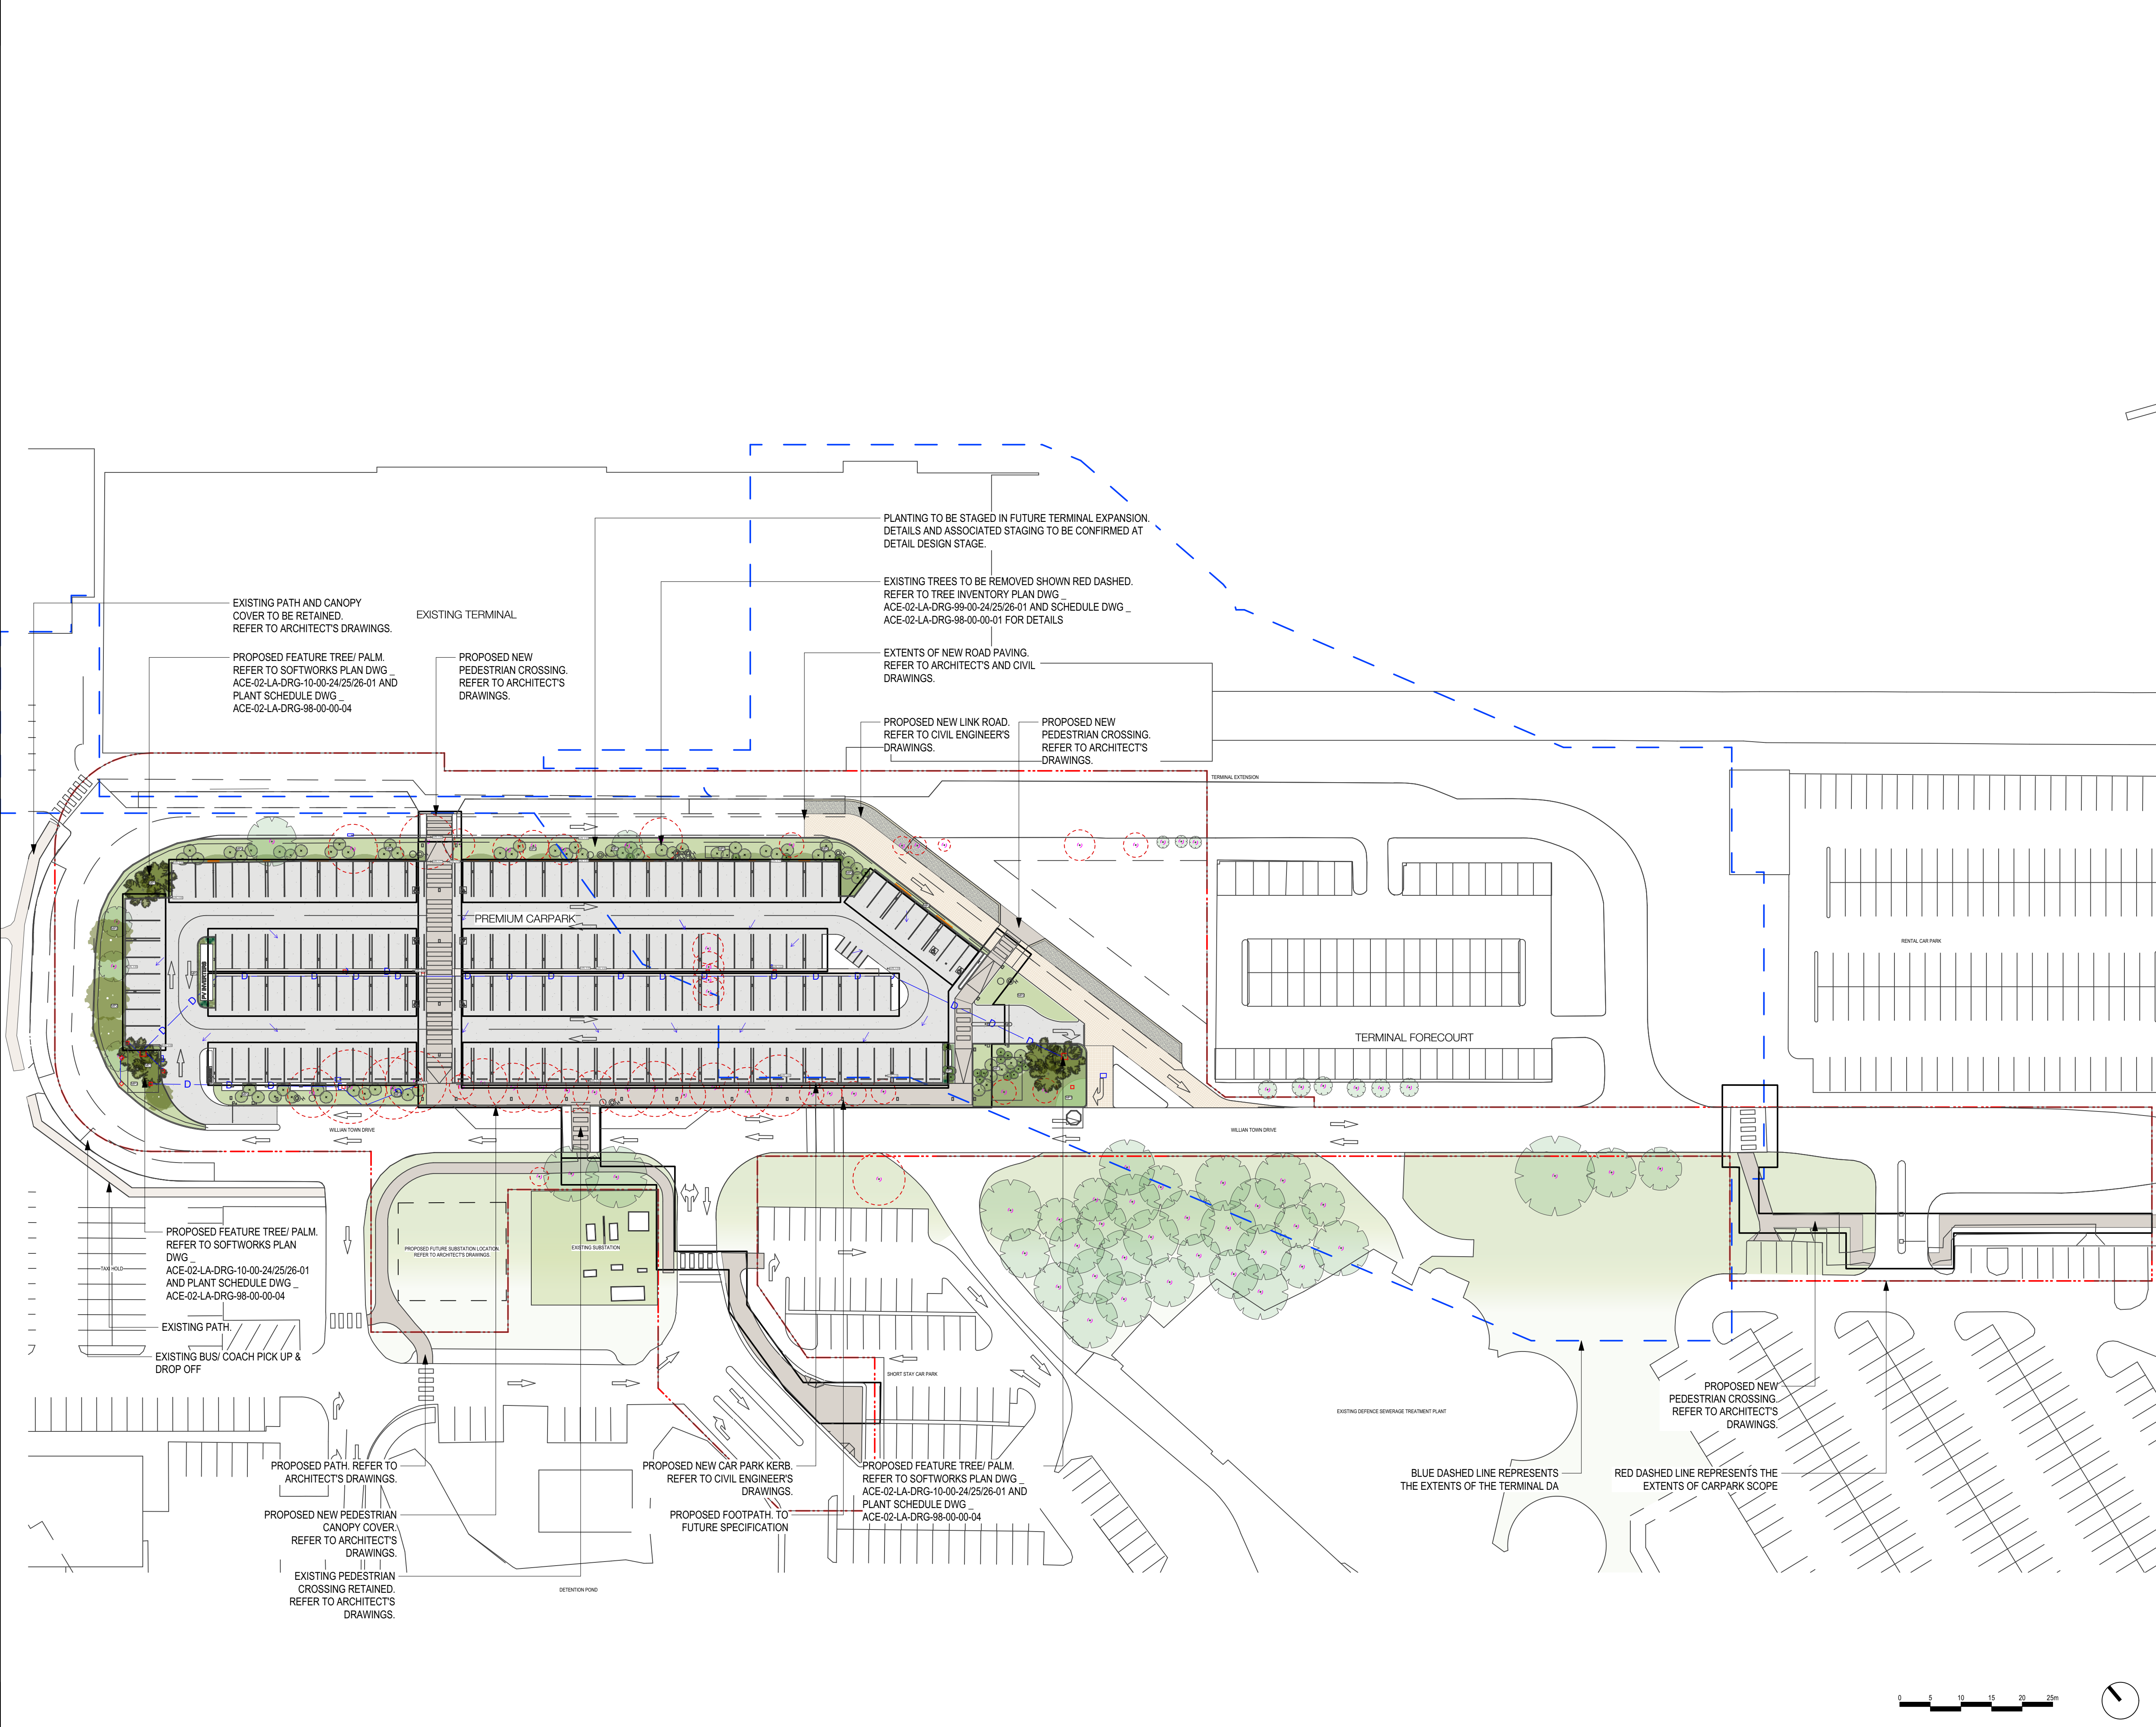 PLANTING TO BE STAGED IN FUTURE TERMINAL EXPANSION.
DETAILS AND ASSOCIATED STAGING TO BE CONFIRMED AT
DETAIL DESIGN STAGE.
EXISTING TREES TO BE REMOVED SHOWN RED DASHED.
REFER TO TREE INVENTORY PLAN DWG _
ACE-02-LA-DRG-99-00-24/25/26-01 AND SCHEDULE DWG _
ACE-02-LA-DRG-98-00-00-01 FOR DETAILS
EXISTING PATH AND CANOPY
COVER TO BE RETAINED.
REFER TO ARCHITECT'S DRAWINGS.
EXISTING TERMINAL
PROPOSED FEATURE TREE/ PALM.
REFER TO SOFTWORKS PLAN DWG _
ACE-02-LA-DRG-10-00-24/25/26-01 AND
PLANT SCHEDULE DWG _
ACE-02-LA-DRG-98-00-00-04
PROPOSED NEW
PEDESTRIAN CROSSING.
REFER TO ARCHITECT'S
DRAWINGS.
EXTENTS OF NEW ROAD PAVING.
REFER TO ARCHITECT'S AND CIVIL
DRAWINGS.
PROPOSED NEW LINK ROAD.
REFER TO CIVIL ENGINEER'S
DRAWINGS.
PROPOSED NEW
PEDESTRIAN CROSSING.
REFER TO ARCHITECT'S
DRAWINGS.
TERMINAL EXTENSION
PREMIUM CARPARK
PV INVERTERS
RENTAL CAR PARK
TERMINAL FORECOURT
WILLIAN TOWN DRIVE
WILLIAN TOWN DRIVE
PROPOSED FEATURE TREE/ PALM.
REFER TO SOFTWORKS PLAN
DWG _
ACE-02-LA-DRG-10-00-24/25/26-01
AND PLANT SCHEDULE DWG _
ACE-02-LA-DRG-98-00-00-04
TAXI HOLD
EXISTING PATH.
EXISTING BUS/ COACH PICK UP &
DROP OFF
PROPOSED FUTURE SUBSTATION LOCATION
REFER TO ARCHITECT'S DRAWINGS.
EXISTING SUBSTATION
SHORT STAY CAR PARK
EXISTING DEFENCE SEWERAGE TREATMENT PLANT
PROPOSED NEW
PEDESTRIAN CROSSING.
REFER TO ARCHITECT'S
DRAWINGS.
PROPOSED PATH. REFER TO
ARCHITECT'S DRAWINGS.
PROPOSED NEW PEDESTRIAN
CANOPY COVER.
REFER TO ARCHITECT'S
DRAWINGS.
EXISTING PEDESTRIAN
CROSSING RETAINED.
REFER TO ARCHITECT'S
DRAWINGS.
DETENTION POND
PROPOSED NEW CAR PARK KERB.
REFER TO CIVIL ENGINEER'S
DRAWINGS.
PROPOSED FOOTPATH. TO
FUTURE SPECIFICATION
PROPOSED FEATURE TREE/ PALM.
REFER TO SOFTWORKS PLAN DWG _
ACE-02-LA-DRG-10-00-24/25/26-01 AND
PLANT SCHEDULE DWG _
ACE-02-LA-DRG-98-00-00-04
BLUE DASHED LINE REPRESENTS
THE EXTENTS OF THE TERMINAL DA
RED DASHED LINE REPRESENTS THE
EXTENTS OF CARPARK SCOPE
0 5 10 15 20 25m